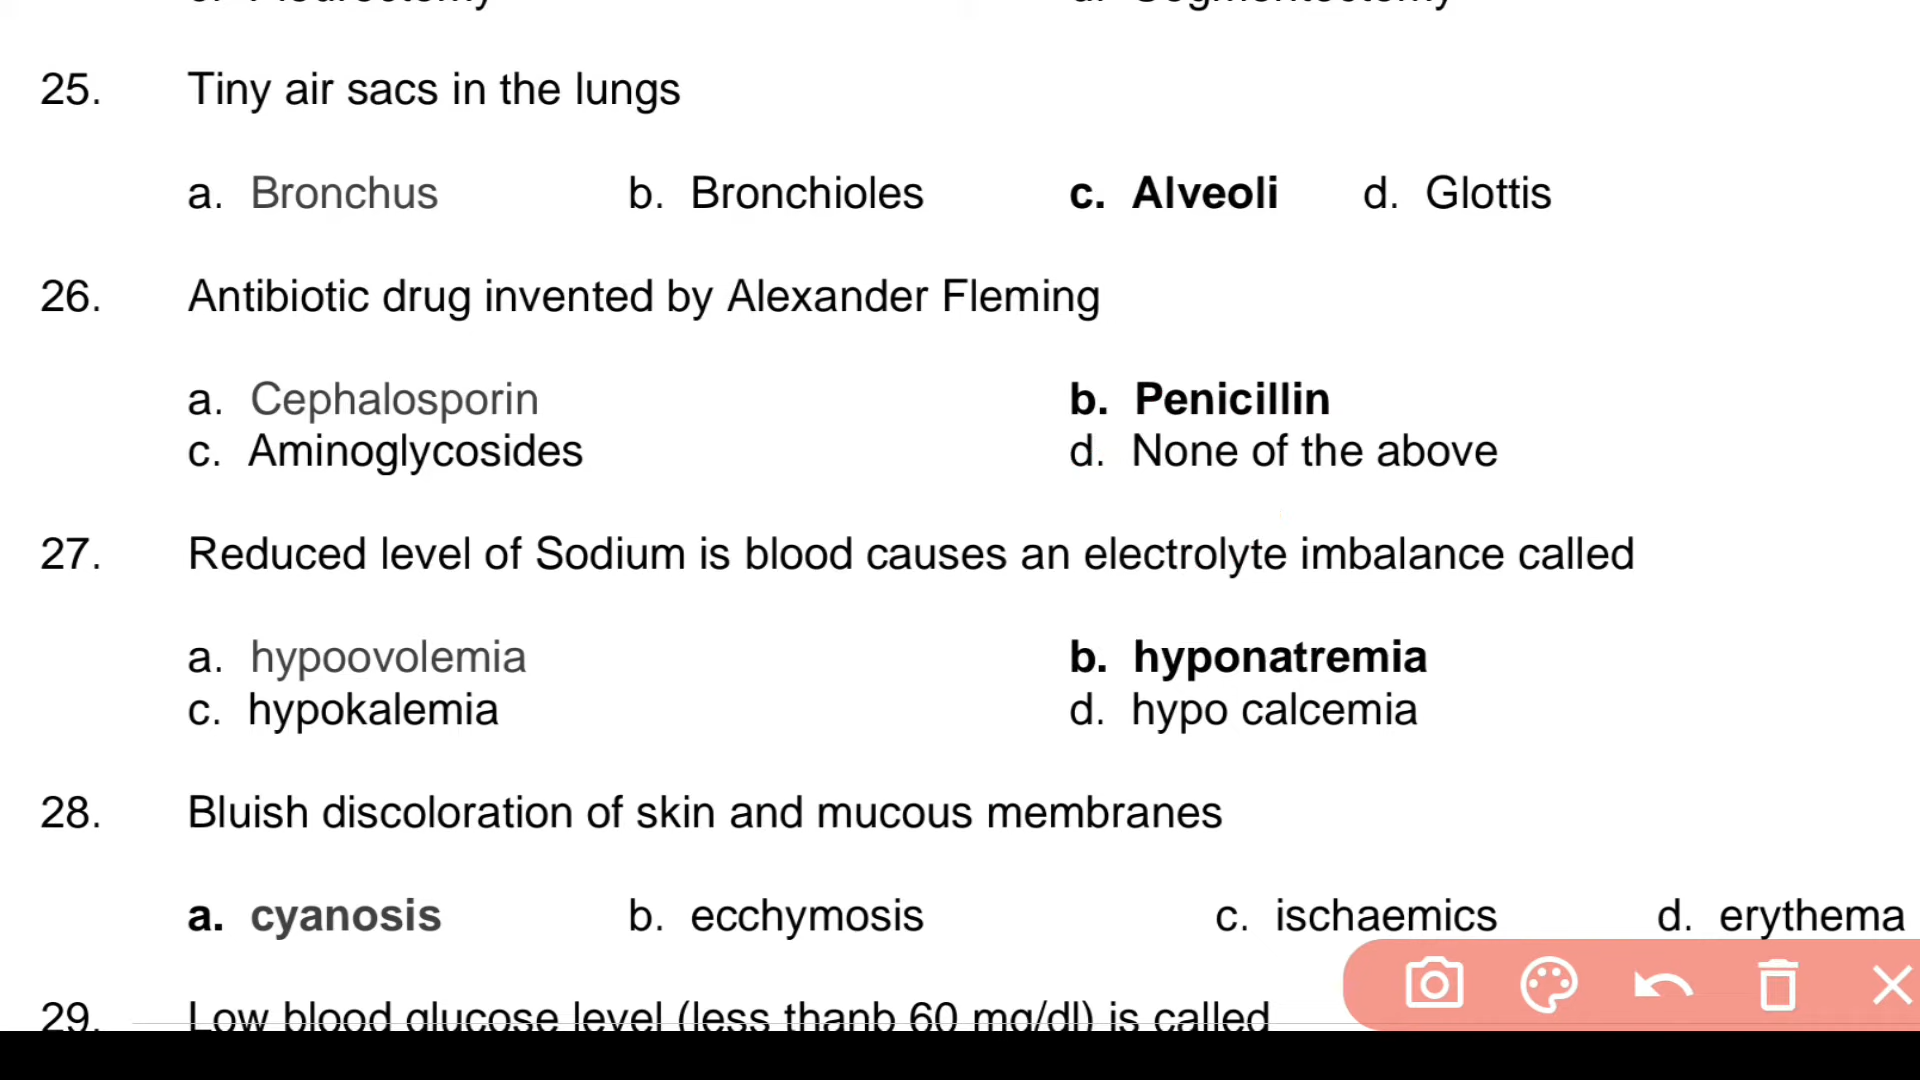 25. Tiny air sacs in the lungs
a. Bronchus b. Bronchioles c. Alveoli d. Glottis
26. Antibiotic drug invented by Alexander Fleming
a. Cephalosporin b. Penicillin
c. Aminoglycosides d. None of the above
27. Reduced level of Sodium is blood causes an electrolyte imbalance called
a. hypoovolemia b. hyponatremia
c. hypokalemia d. hypo calcemia
28. Bluish discoloration of skin and mucous membranes
a. cyanosis b. ecchymosis c. ischaemics d. erythema
29. Low blood glucose level (less thanb 60 mg/dl) is called